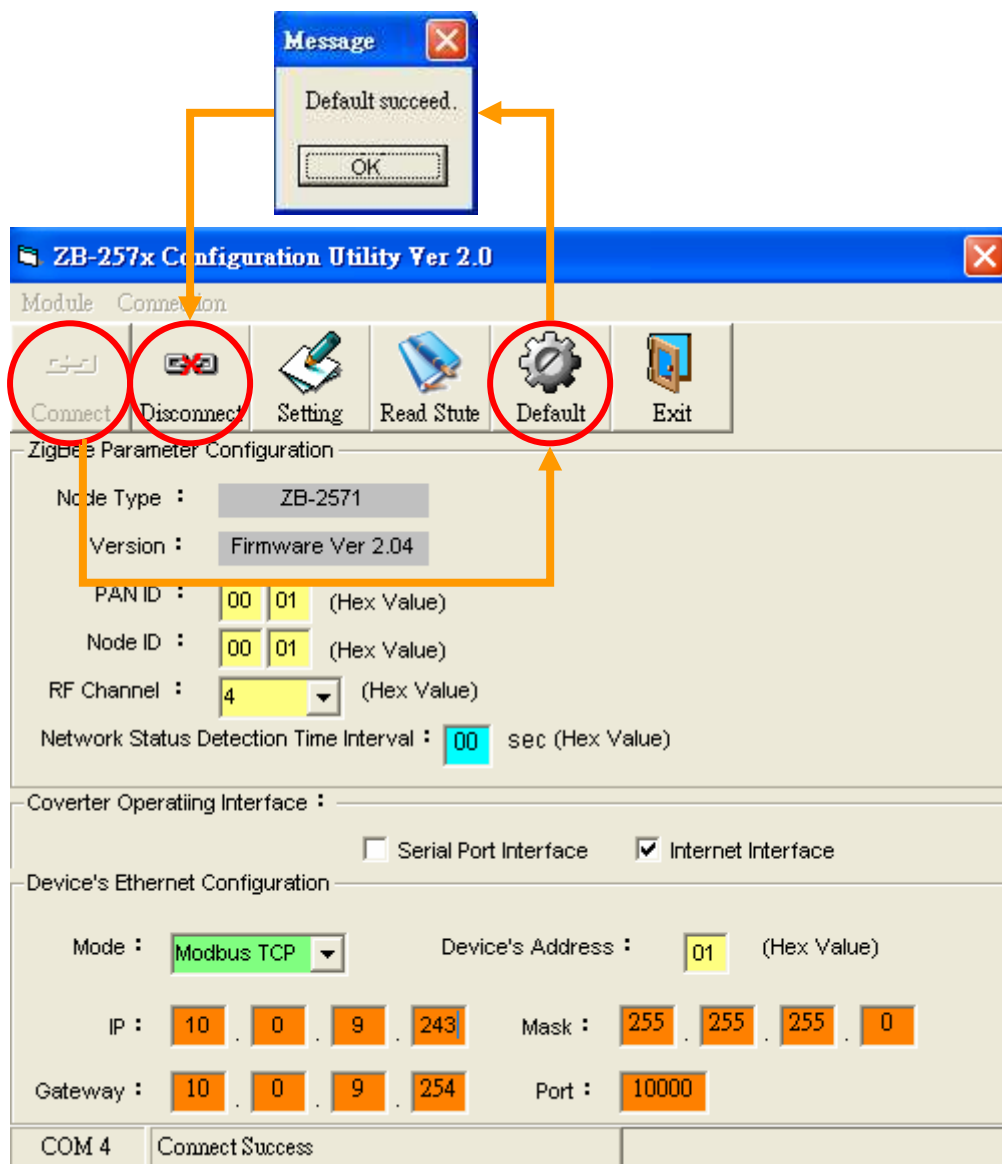 Message
Default succeed.
OK
ZB-257x Configuration Utility Ver 2.0
Module Connection
Connect Disconnect Setting Read Stute Default Exit
ZigBee Parameter Configuration
Node Type : ZB-2571
Version : Firmware Ver 2.04
PAN ID : 00 01 (Hex Value)
Node ID : 00 01 (Hex Value)
RF Channel : 4 (Hex Value)
Network Status Detection Time Interval : 00 sec (Hex Value)
Coverter Operatiing Interface :
Serial Port Interface Internet Interface
Device's Ethernet Configuration
Mode : Modbus TCP Device's Address : 01 (Hex Value)
IP : 10 . 0 . 9 . 243 Mask : 255 . 255 . 255 . 0
Gateway : 10 . 0 . 9 . 254 Port : 10000
COM 4 Connect Success